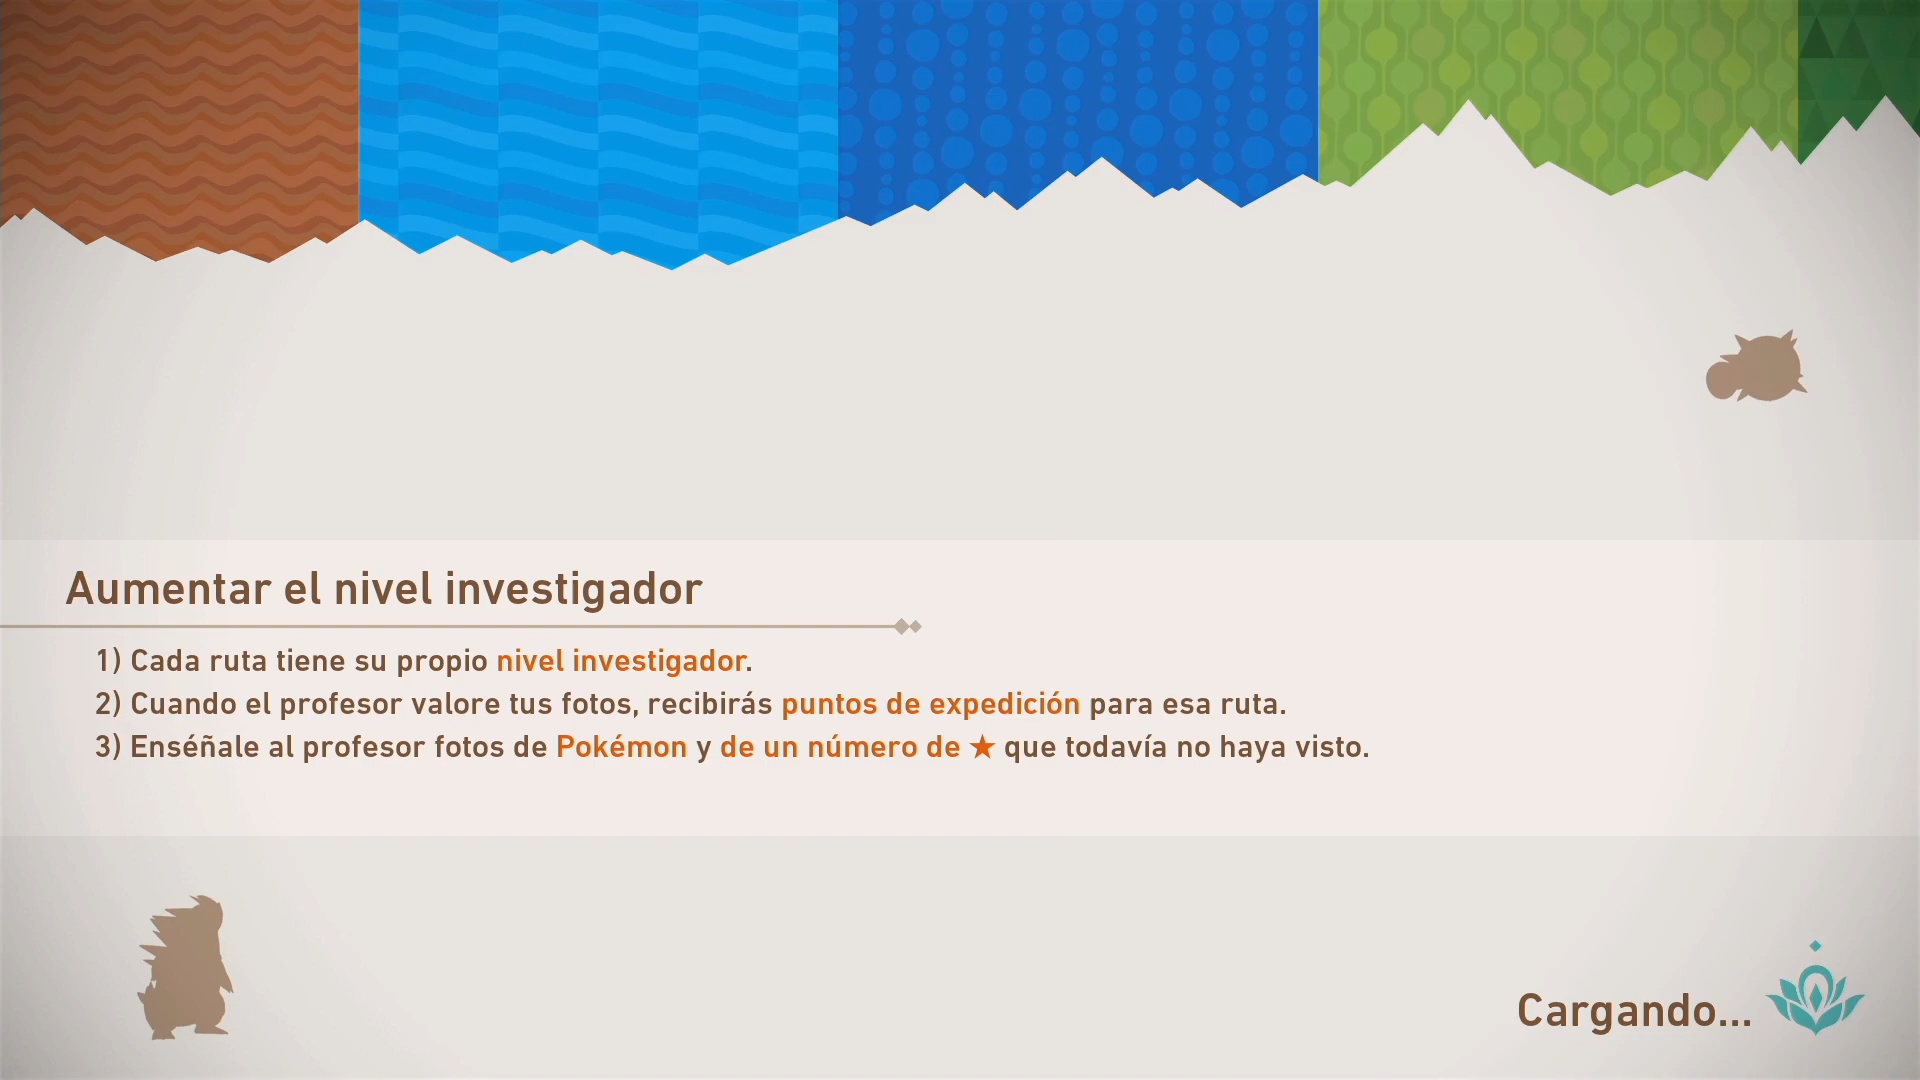 Aumentar el nivel investigador
1) Cada ruta tiene su propio nivel investigador.
2) Cuando el profesor valore tus fotos, recibirás puntos de expedición para esa ruta.
3) Enséñale al profesor fotos de Pokémon y de un número de ★ que todavía no haya visto.
Cargando...